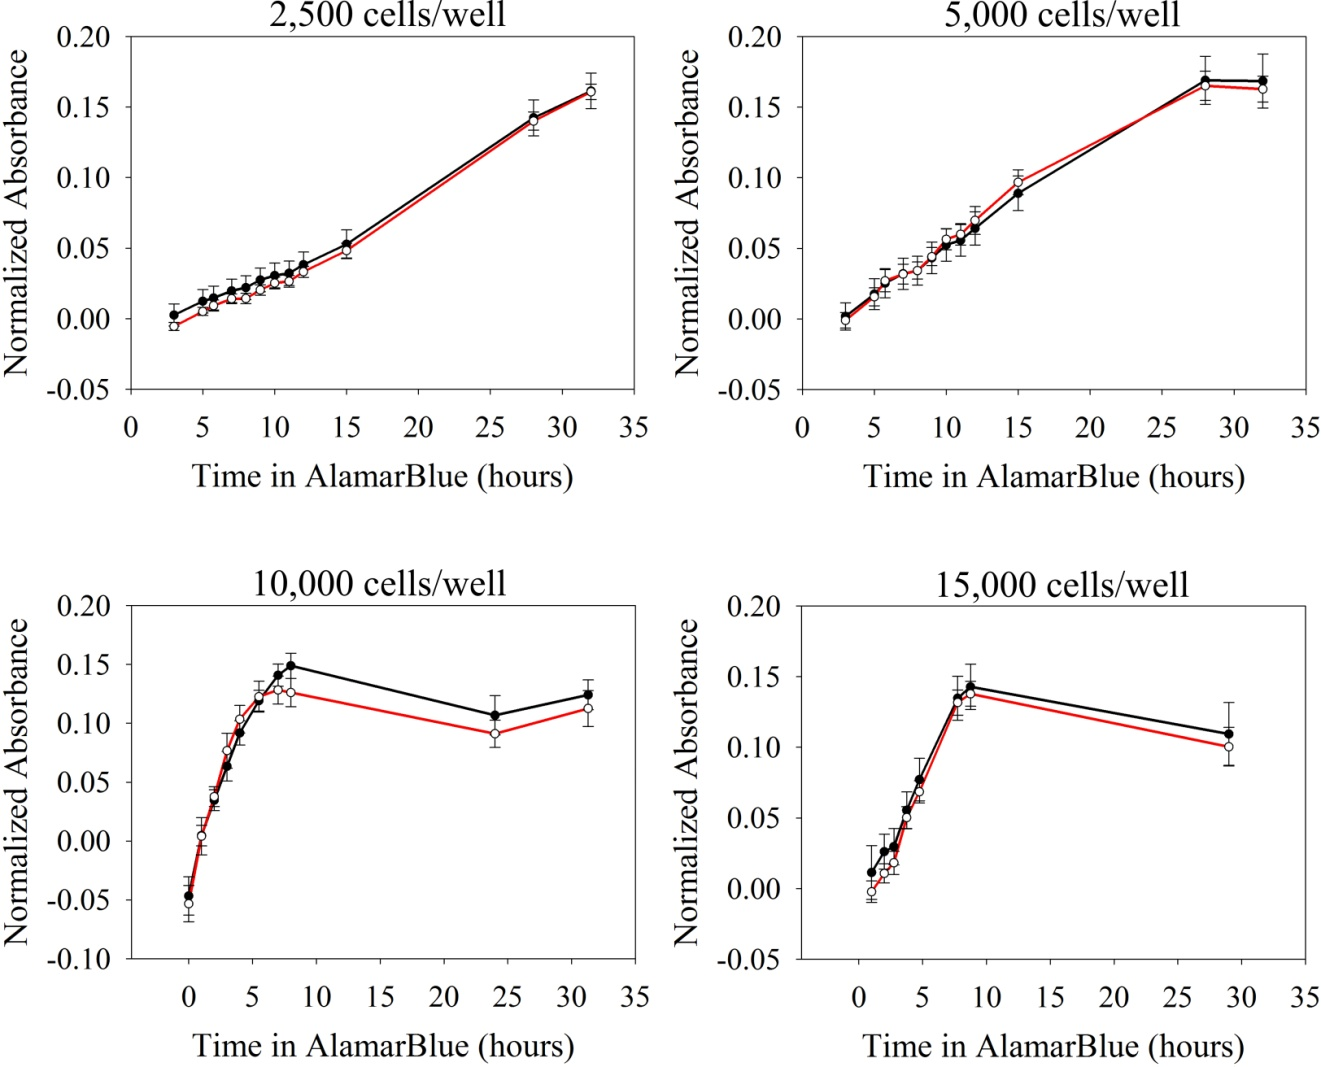 2,500 cells/well
0.20
0.15
0.10
0.05
0.00
-0.05
Normalized Absorbance
0 5 10 15 20 25 30 35
Time in AlamarBlue (hours)
5,000 cells/well
0.20
0.15
0.10
0.05
0.00
-0.05
Normalized Absorbance
0 5 10 15 20 25 30 35
Time in AlamarBlue (hours)
10,000 cells/well
0.20
0.15
0.10
0.05
0.00
-0.05
-0.10
Normalized Absorbance
0 5 10 15 20 25 30 35
Time in AlamarBlue (hours)
15,000 cells/well
0.20
0.15
0.10
0.05
0.00
-0.05
Normalized Absorbance
0 5 10 15 20 25 30 35
Time in AlamarBlue (hours)